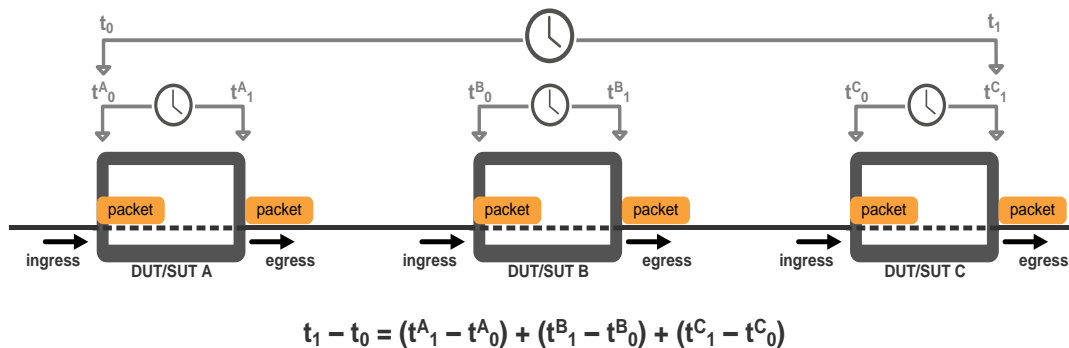 t₀ t₁
tᴬ₀ tᴬ₁ tᴮ₀ tᴮ₁ tᶜ₀ tᶜ₁
packet packet packet packet packet packet
ingress egress ingress egress ingress egress
DUT/SUT A DUT/SUT B DUT/SUT C
t₁ – t₀ = (tᴬ₁ – tᴬ₀) + (tᴮ₁ – tᴮ₀) + (tᶜ₁ – tᶜ₀)